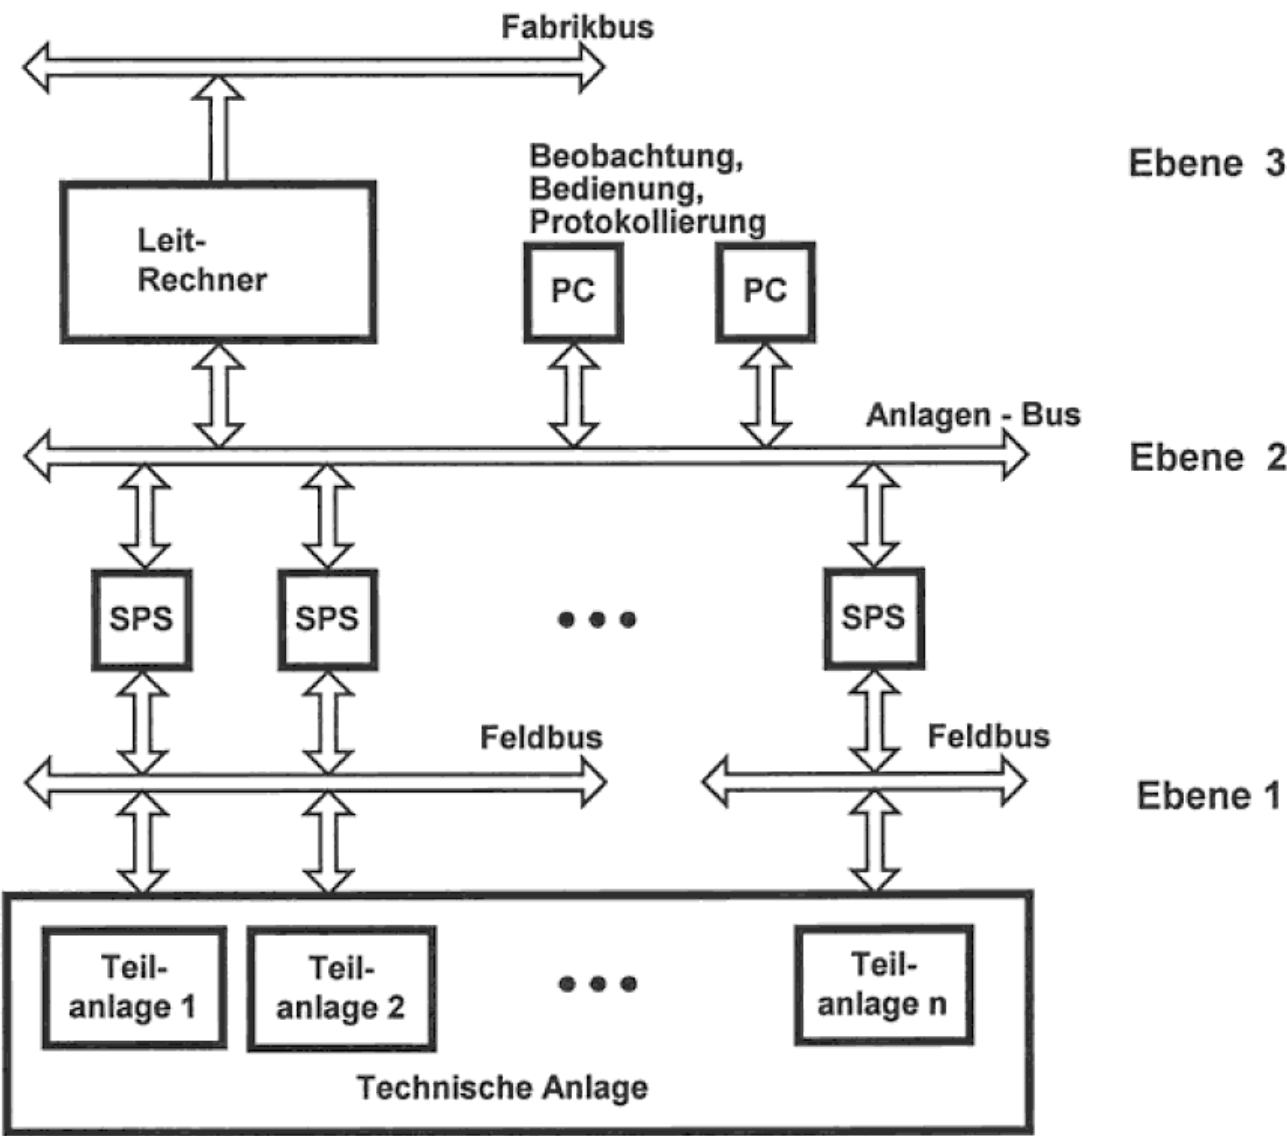 Fabrikbus
Beobachtung,
Bedienung,
Protokollierung
Ebene 3
Leit-
Rechner
PC
PC
Anlagen - Bus
Ebene 2
SPS
SPS
SPS
Feldbus
Feldbus
Ebene 1
Teil-
anlage 1
Teil-
anlage 2
Teil-
anlage n
Technische Anlage